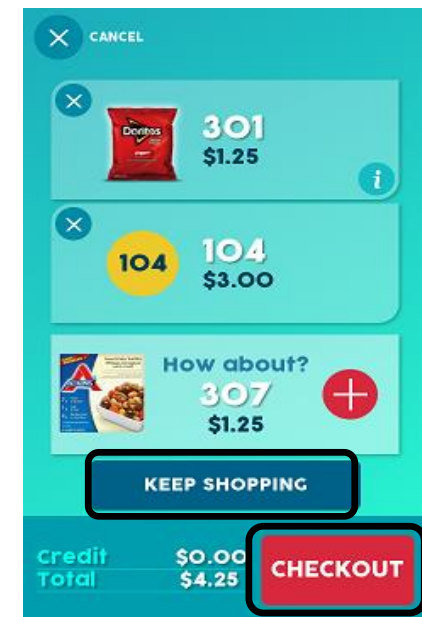 CANCEL
Doritos
301
$1.25
i
104
104
$3.00
How about?
307
$1.25
KEEP SHOPPING
Credit $0.00
Total $4.25
CHECKOUT